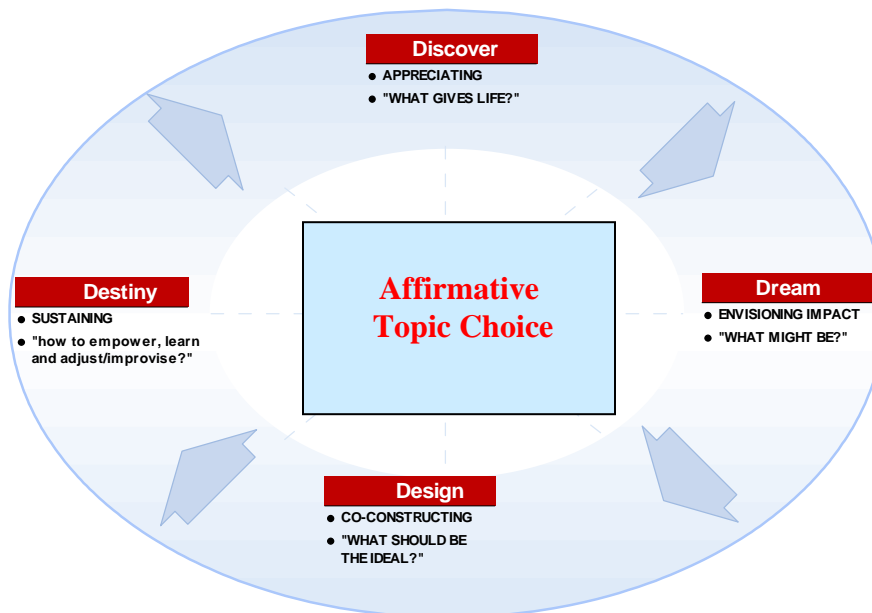 Discover
● APPRECIATING
● "WHAT GIVES LIFE?"
Destiny
● SUSTAINING
● "how to empower, learn
and adjust/improvise?"
Affirmative
Topic Choice
Dream
● ENVISIONING IMPACT
● "WHAT MIGHT BE?"
Design
● CO-CONSTRUCTING
● "WHAT SHOULD BE
THE IDEAL?"